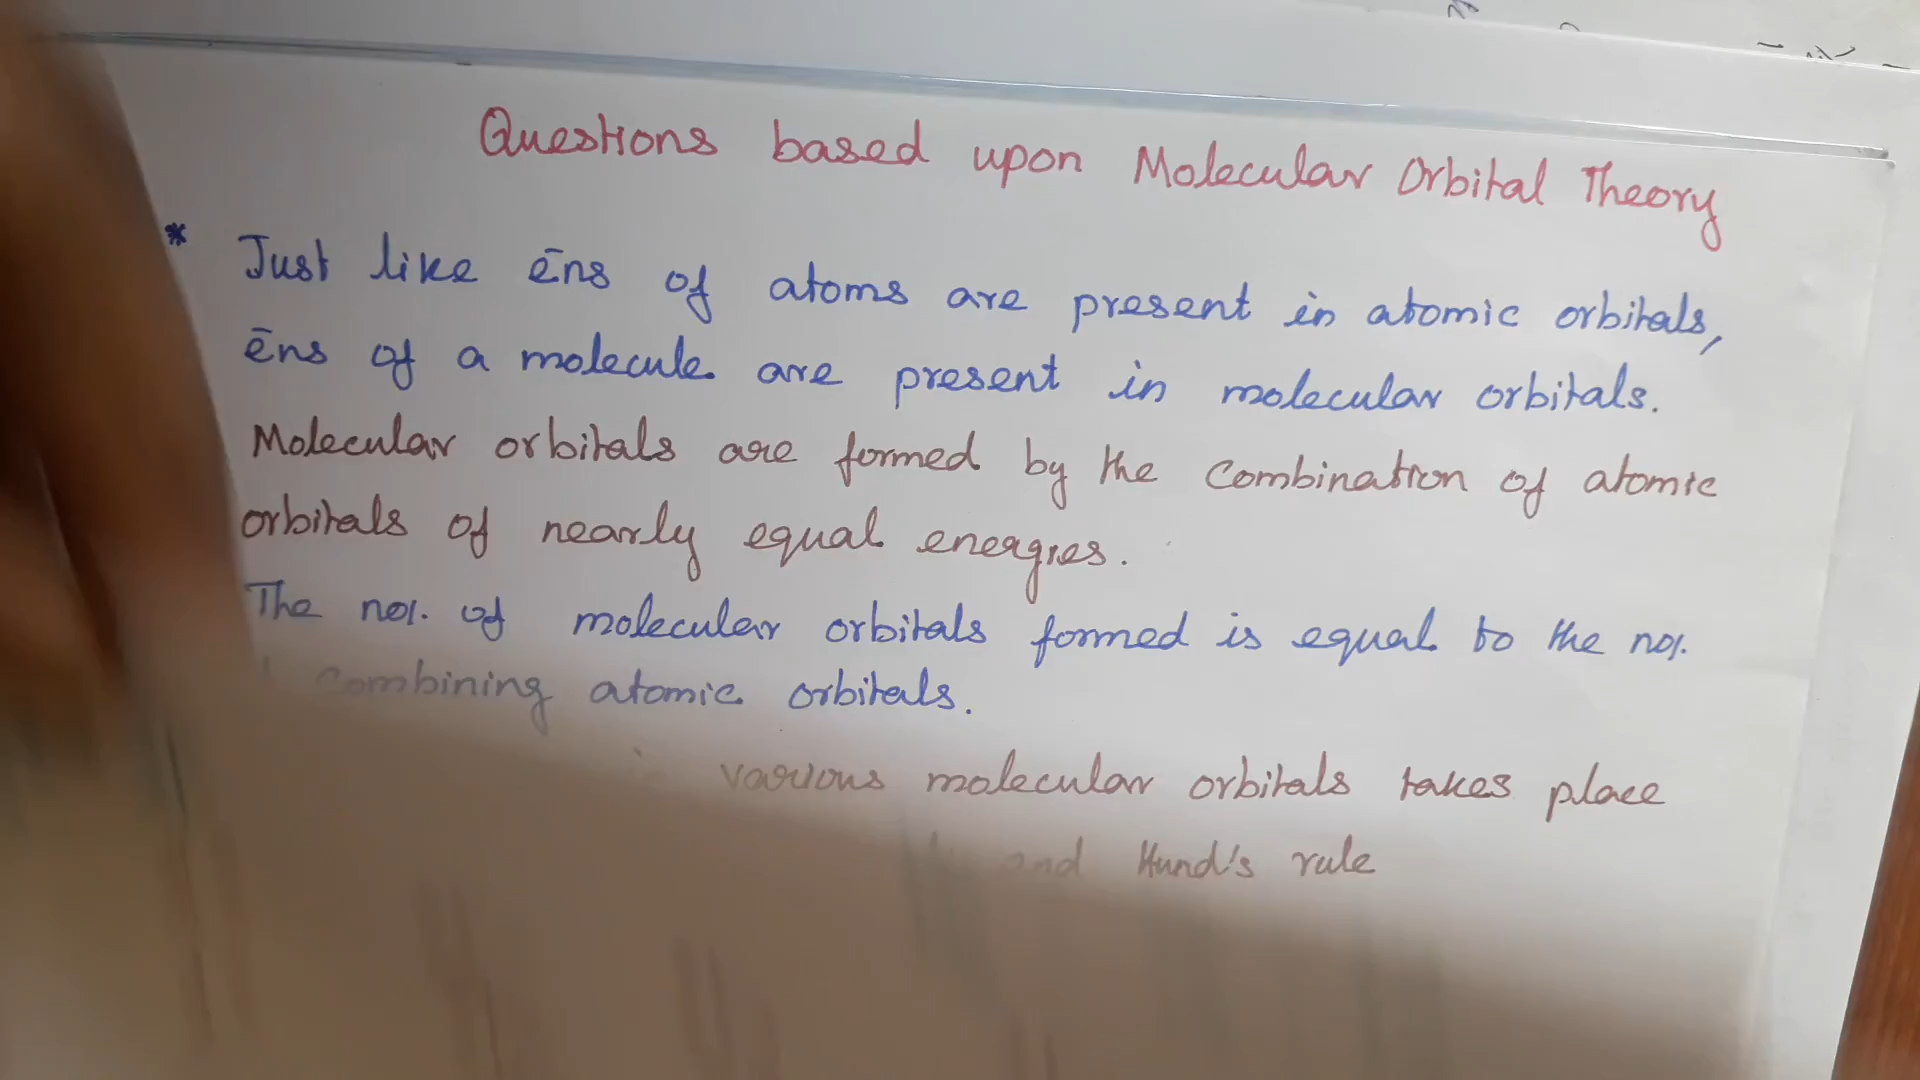 Questions based upon Molecular Orbital Theory
* Just like ēns of atoms are present in atomic orbitals,
ēns of a molecule are present in molecular orbitals.
Molecular orbitals are formed by the combination of atomic
orbitals of nearly equal energies.
The no. of molecular orbitals formed is equal to the no.
combining atomic orbitals.
in various molecular orbitals takes place
and Hund's rule